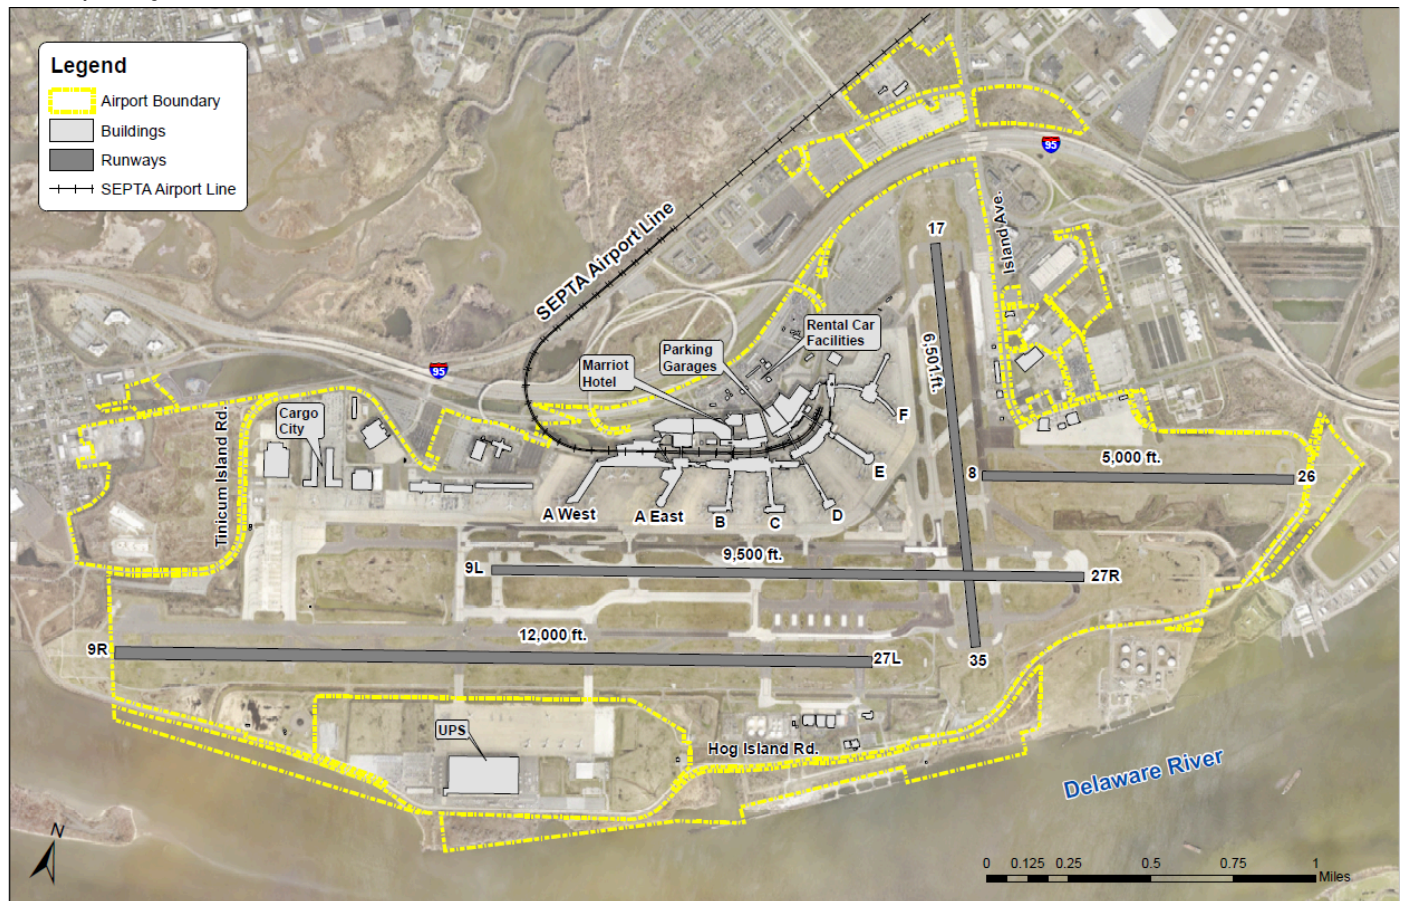 Legend
Airport Boundary
Buildings
Runways
SEPTA Airport Line
95
17
Island Ave.
SEPTA Airport Line
6,501ft.
Rental Car
Facilities
Parking
Garages
Marriot
Hotel
95
Cargo
City
Tinicum Island Rd.
F
E
D
C
B
A East
A West
8
5,000 ft.
26
9,500 ft.
9L
27R
12,000 ft.
9R
27L
35
UPS
Hog Island Rd.
Delaware River
N
0 0.125 0.25 0.5 0.75 1
Miles